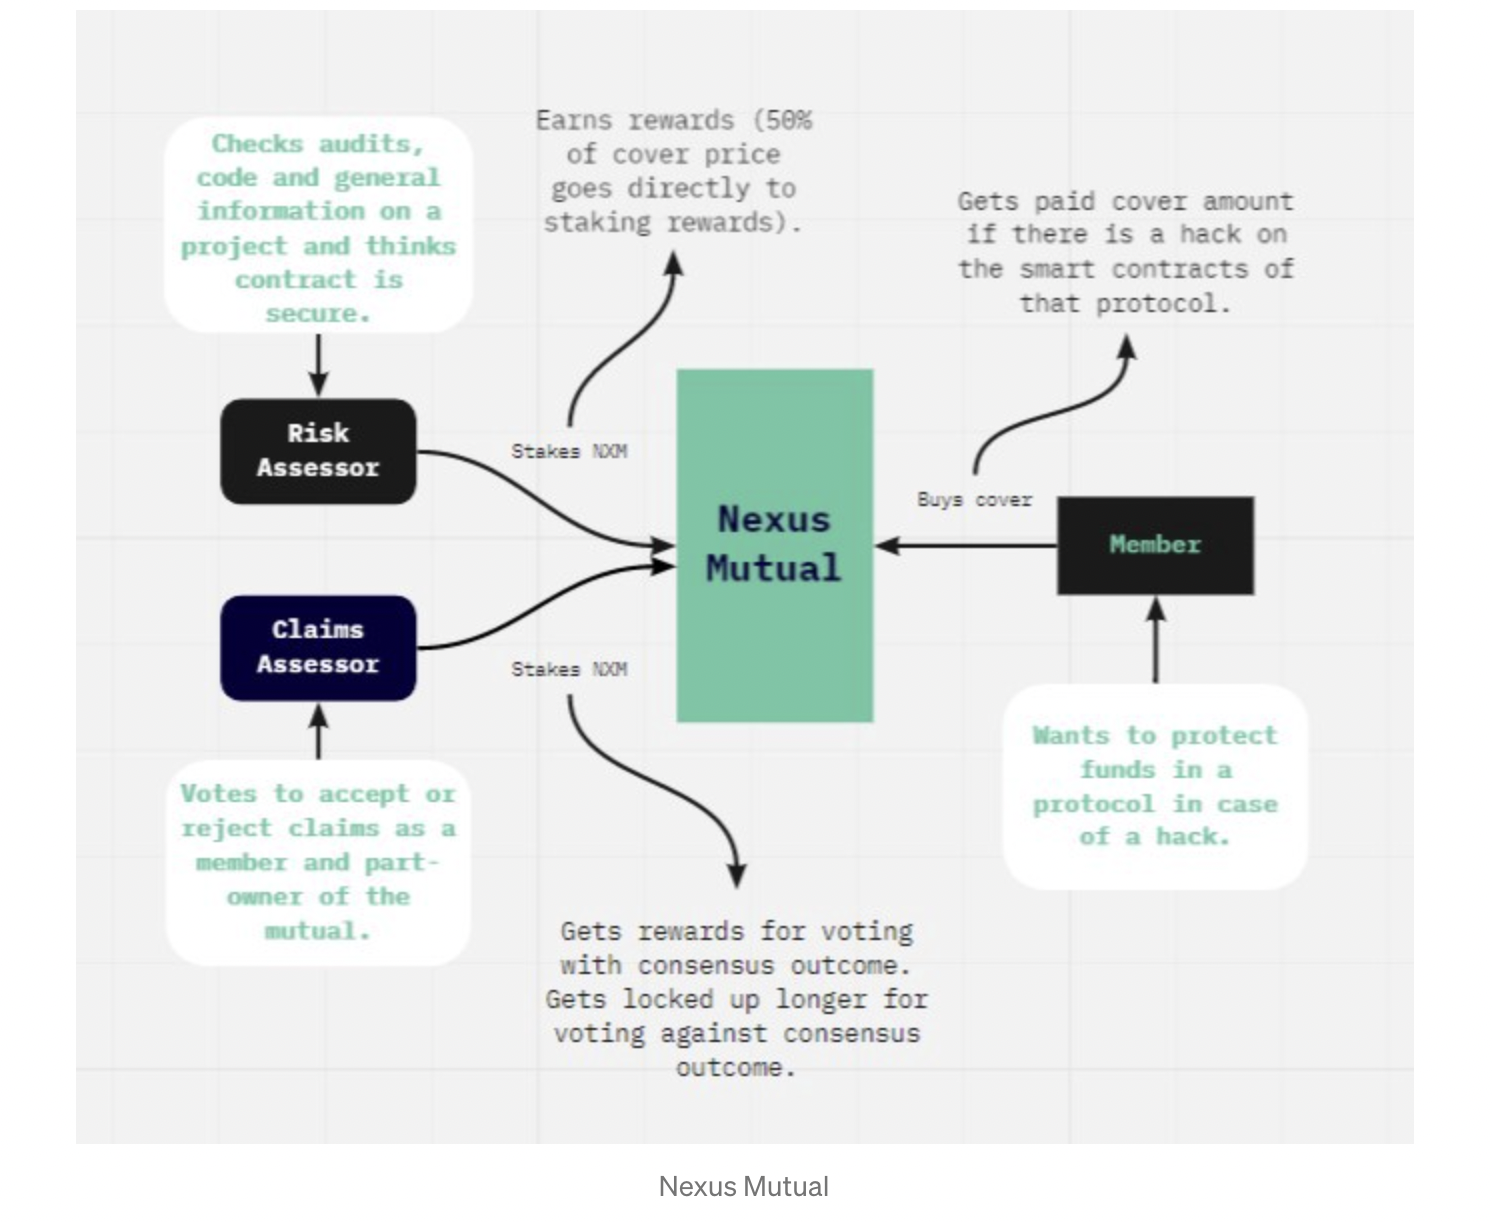 Checks audits,
code and general
information on a
project and thinks
contract is
secure.
Earns rewards (50%
of cover price
goes directly to
staking rewards).
Gets paid cover amount
if there is a hack on
the smart contracts of
that protocol.
Risk
Assessor
Stakes NXM
Nexus
Mutual
Buys cover
Member
Claims
Assessor
Stakes NXM
Votes to accept or
reject claims as a
member and part-
owner of the
mutual.
Wants to protect
funds in a
protocol in case
of a hack.
Gets rewards for voting
with consensus outcome.
Gets locked up longer for
voting against consensus
outcome.
Nexus Mutual